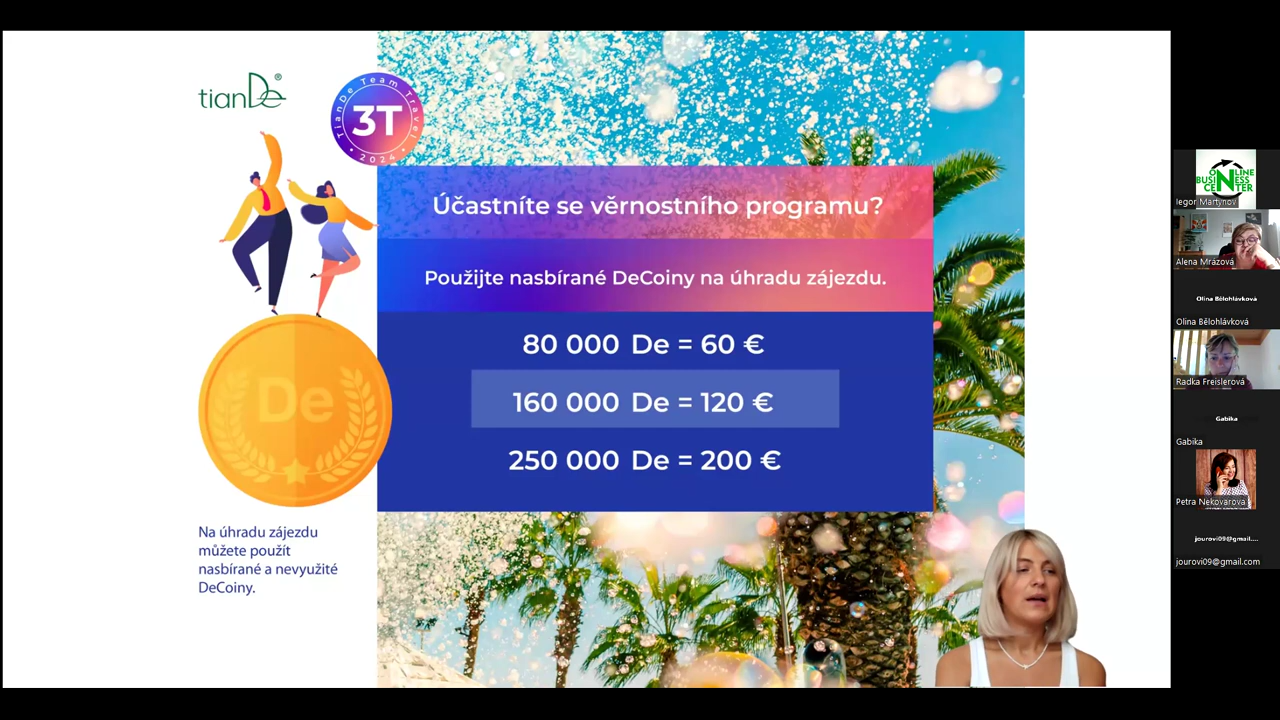 tianDe®
TianDe Team Travel
3T
• 2024 •
Účastníte se věrnostního programu?
Použijte nasbírané DeCoiny na úhradu zájezdu.
80 000 De = 60 €
160 000 De = 120 €
250 000 De = 200 €
De
Na úhradu zájezdu
můžete použít
nasbírané a nevyužité
DeCoiny.
ONLINE
BUSINESS
CENTER
Iegor Martynov
Alena Mrázová
Olina Bělohlávková
Olina Bělohlávková
Radka Freislerová
Gabika
Gabika
Petra Nekovarova
jourovi09@gmail....
jourovi09@gmail.com